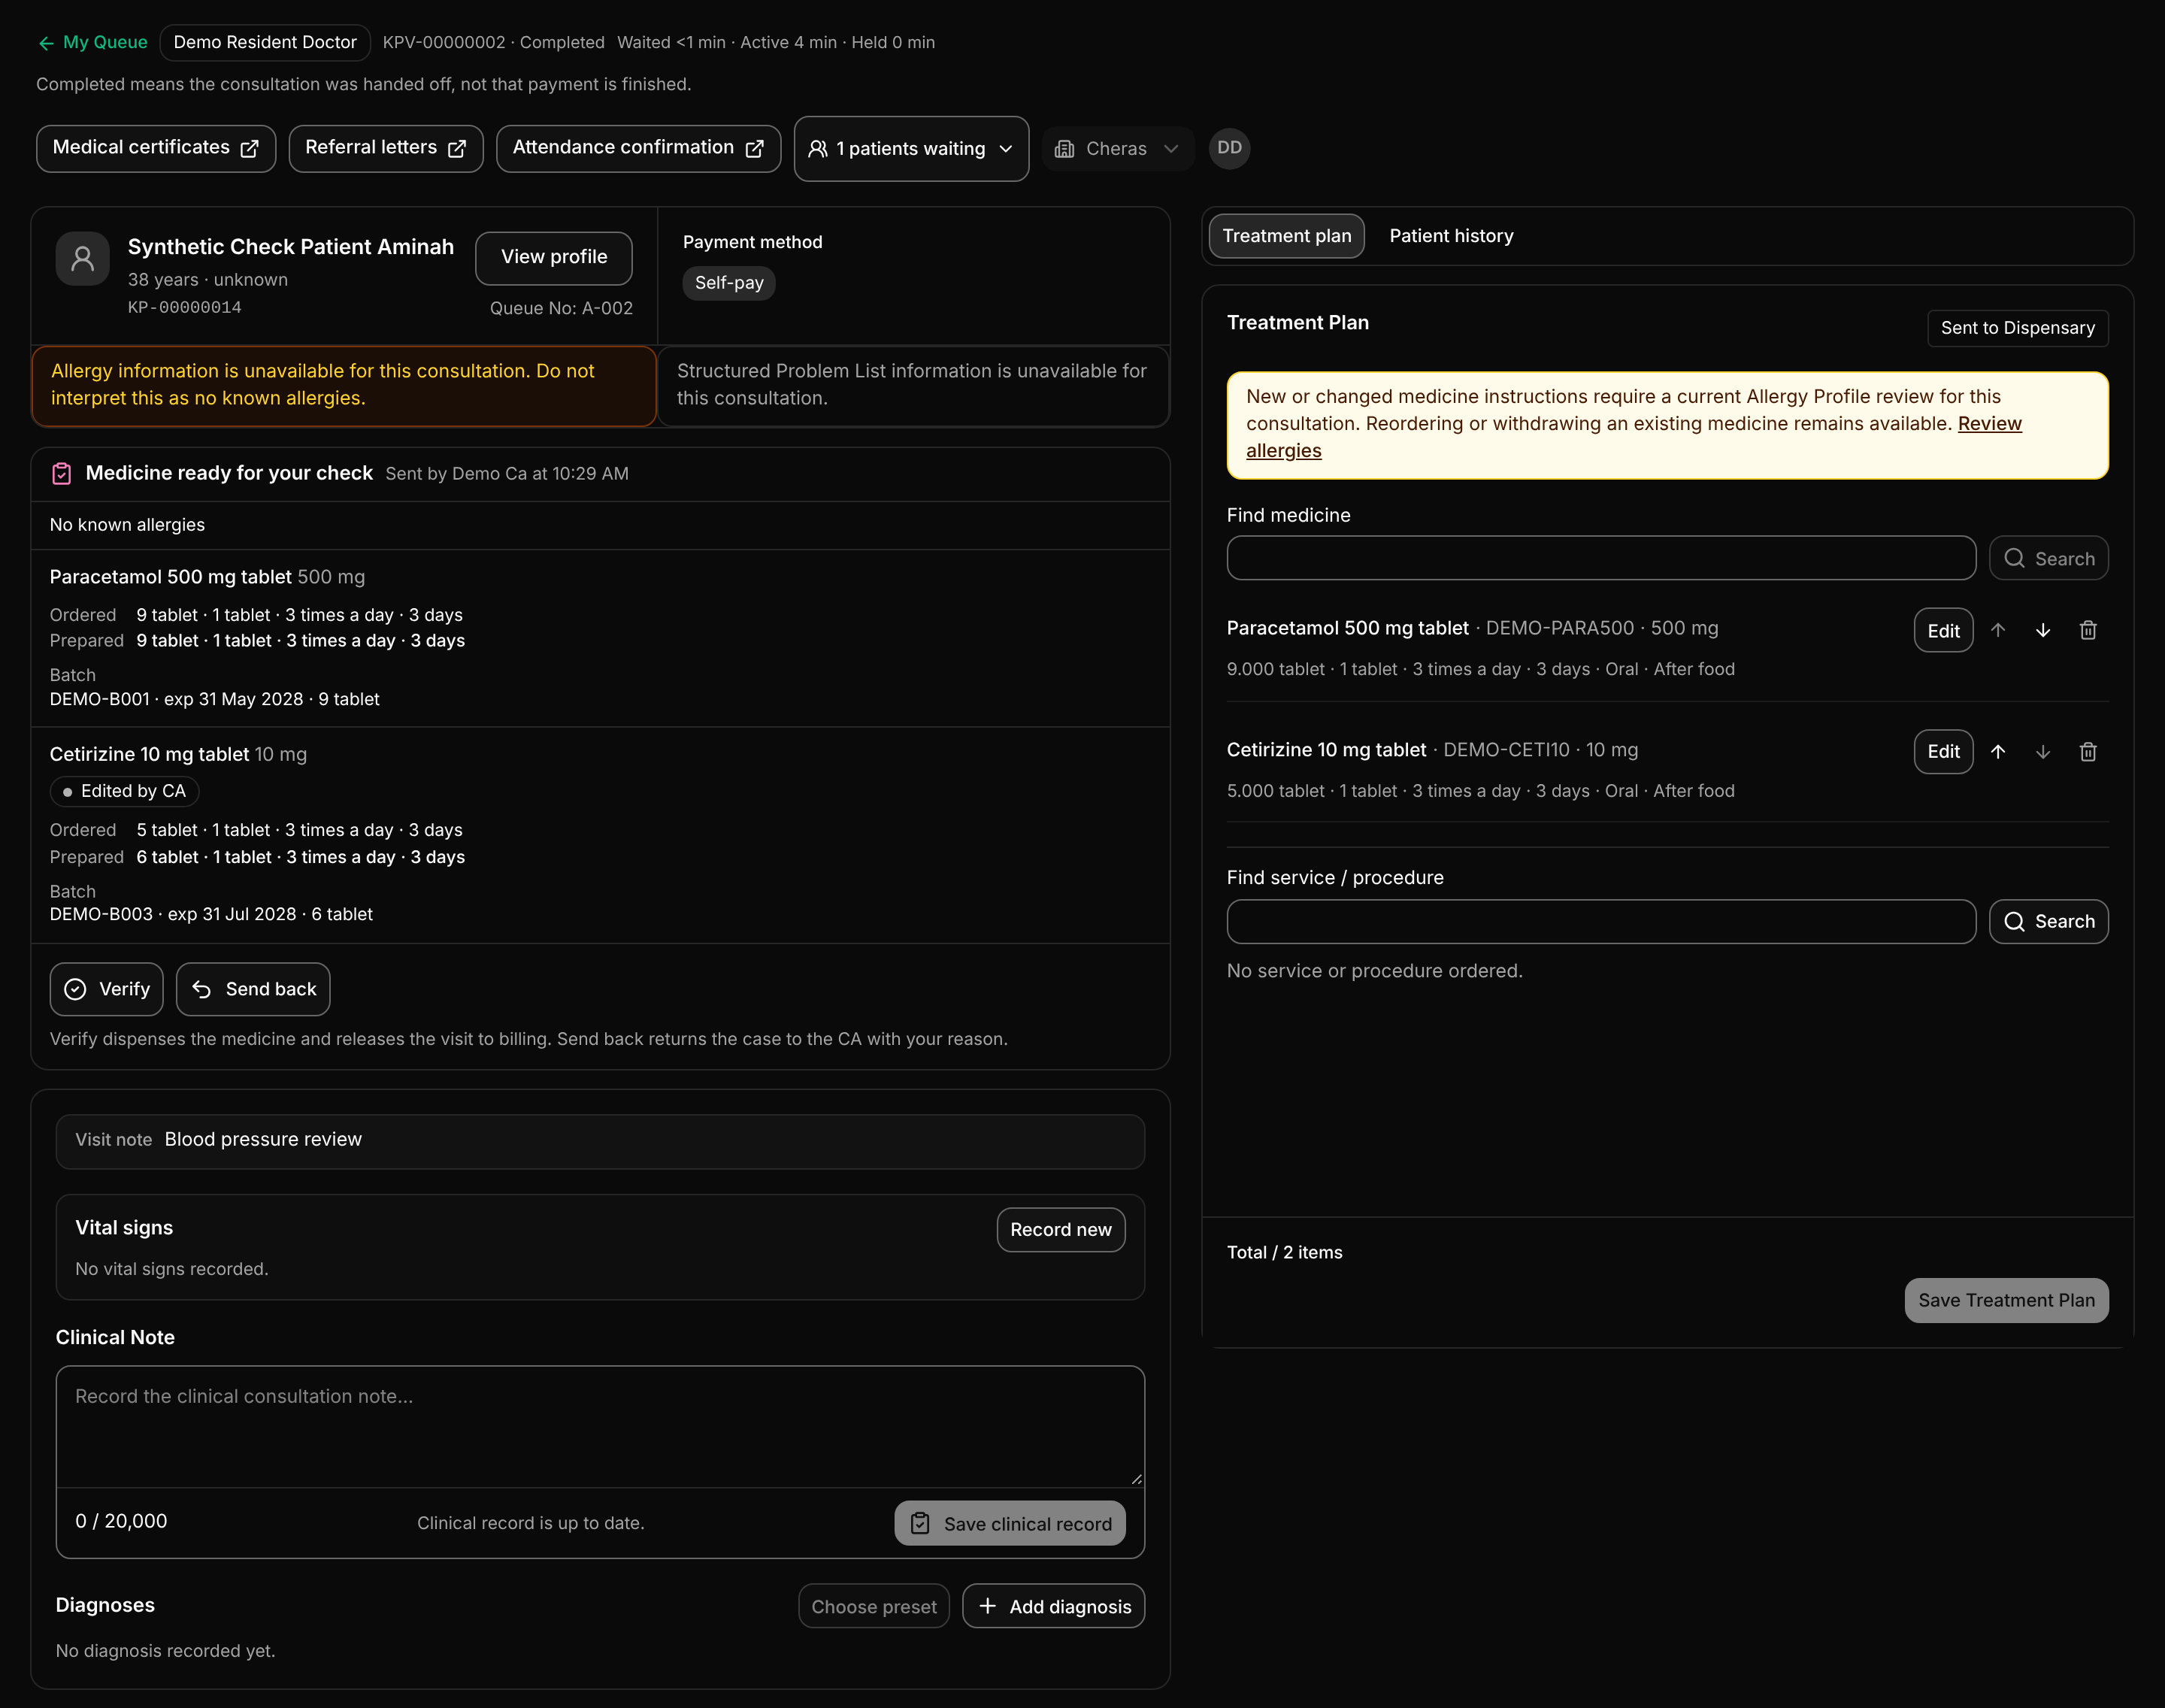 My Queue
Demo Resident Doctor
KPV-00000002 · Completed
Waited <1 min · Active 4 min · Held 0 min
Completed means the consultation was handed off, not that payment is finished.
Medical certificates
Referral letters
Attendance confirmation
1 patients waiting
Cheras
DD
Synthetic Check Patient Aminah
38 years · unknown
KP-00000014
View profile
Queue No: A-002
Payment method
Self-pay
Allergy information is unavailable for this consultation. Do not
interpret this as no known allergies.
Structured Problem List information is unavailable for
this consultation.
Medicine ready for your check
Sent by Demo Ca at 10:29 AM
No known allergies
Paracetamol 500 mg tablet 500 mg
Ordered 9 tablet · 1 tablet · 3 times a day · 3 days
Prepared 9 tablet · 1 tablet · 3 times a day · 3 days
Batch
DEMO-B001 · exp 31 May 2028 · 9 tablet
Cetirizine 10 mg tablet 10 mg
Edited by CA
Ordered 5 tablet · 1 tablet · 3 times a day · 3 days
Prepared 6 tablet · 1 tablet · 3 times a day · 3 days
Batch
DEMO-B003 · exp 31 Jul 2028 · 6 tablet
Verify
Send back
Verify dispenses the medicine and releases the visit to billing. Send back returns the case to the CA with your reason.
Visit note Blood pressure review
Vital signs
Record new
No vital signs recorded.
Clinical Note
Record the clinical consultation note...
0 / 20,000
Clinical record is up to date.
Save clinical record
Diagnoses
Choose preset
Add diagnosis
No diagnosis recorded yet.
Treatment plan
Patient history
Treatment Plan
Sent to Dispensary
New or changed medicine instructions require a current Allergy Profile review for this
consultation. Reordering or withdrawing an existing medicine remains available. Review
allergies
Find medicine
Search
Paracetamol 500 mg tablet · DEMO-PARA500 · 500 mg
Edit
9.000 tablet · 1 tablet · 3 times a day · 3 days · Oral · After food
Cetirizine 10 mg tablet · DEMO-CETI10 · 10 mg
Edit
5.000 tablet · 1 tablet · 3 times a day · 3 days · Oral · After food
Find service / procedure
Search
No service or procedure ordered.
Total / 2 items
Save Treatment Plan